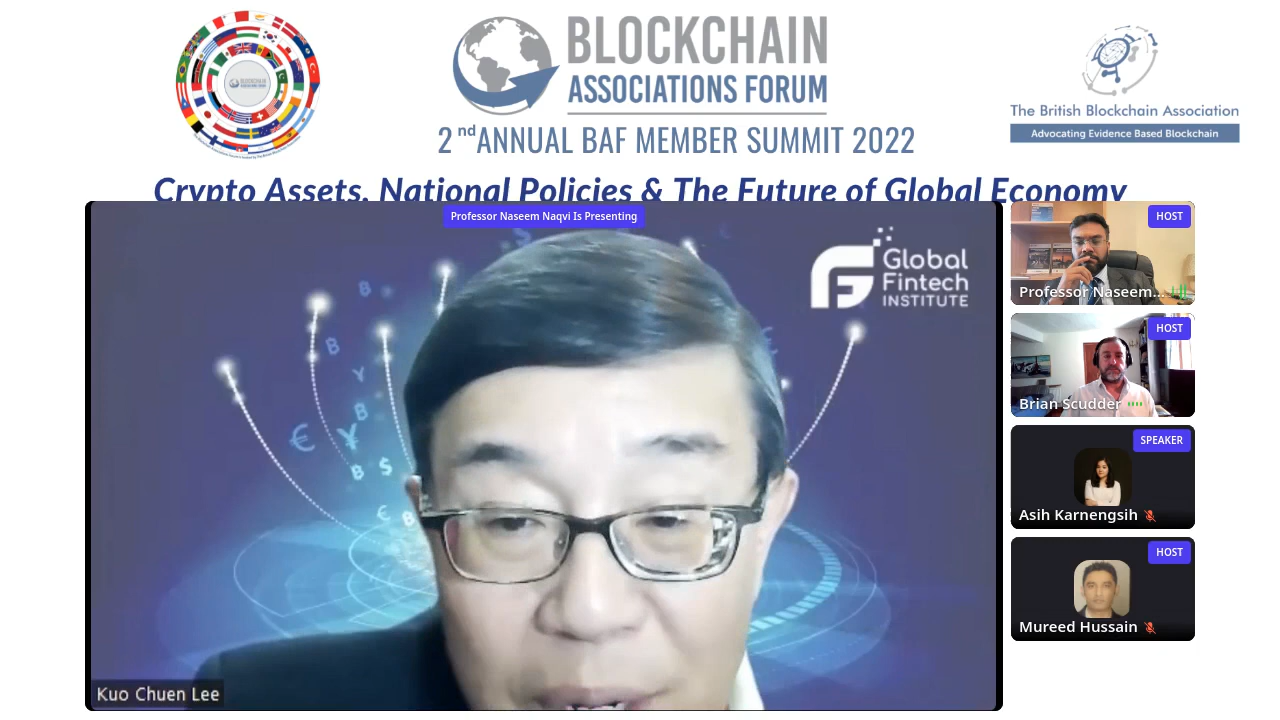 BLOCKCHAIN
ASSOCIATIONS FORUM
2nd ANNUAL BAF MEMBER SUMMIT 2022
The British Blockchain Association
Advocating Evidence Based Blockchain
Crypto Assets, National Policies & The Future of Global Economy
Professor Naseem Naqvi Is Presenting
Global
Fintech
INSTITUTE
Kuo Chuen Lee
HOST
Professor Naseem...
HOST
Brian Scudder
SPEAKER
Asih Karnengsih
HOST
Mureed Hussain